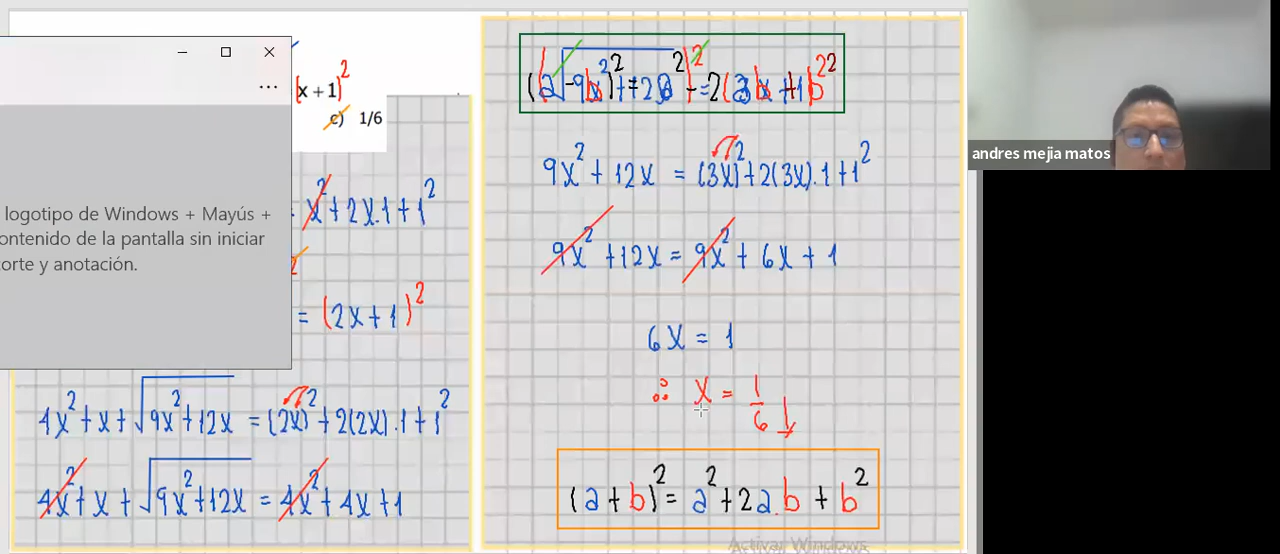 (x + 1)²
c) 1/6
logotipo de Windows + Mayús +
ontenido de la pantalla sin iniciar
orte y anotación.
x² + 2x.1 + 1²
= (2x + 1)²
4x² + x + √9x² + 12x = (2x)² + 2(2x).1 + 1²
4x² + x + √9x² + 12x = 4x² + 4x + 1
9x² + 12x = (3x)² + 2(3x).1 + 1²
9x² + 12x = 9x² + 6x + 1
6x = 1
∴ x = 1/6
(a + b)² = a² + 2a.b + b²
Activar Windows
andres mejia matos